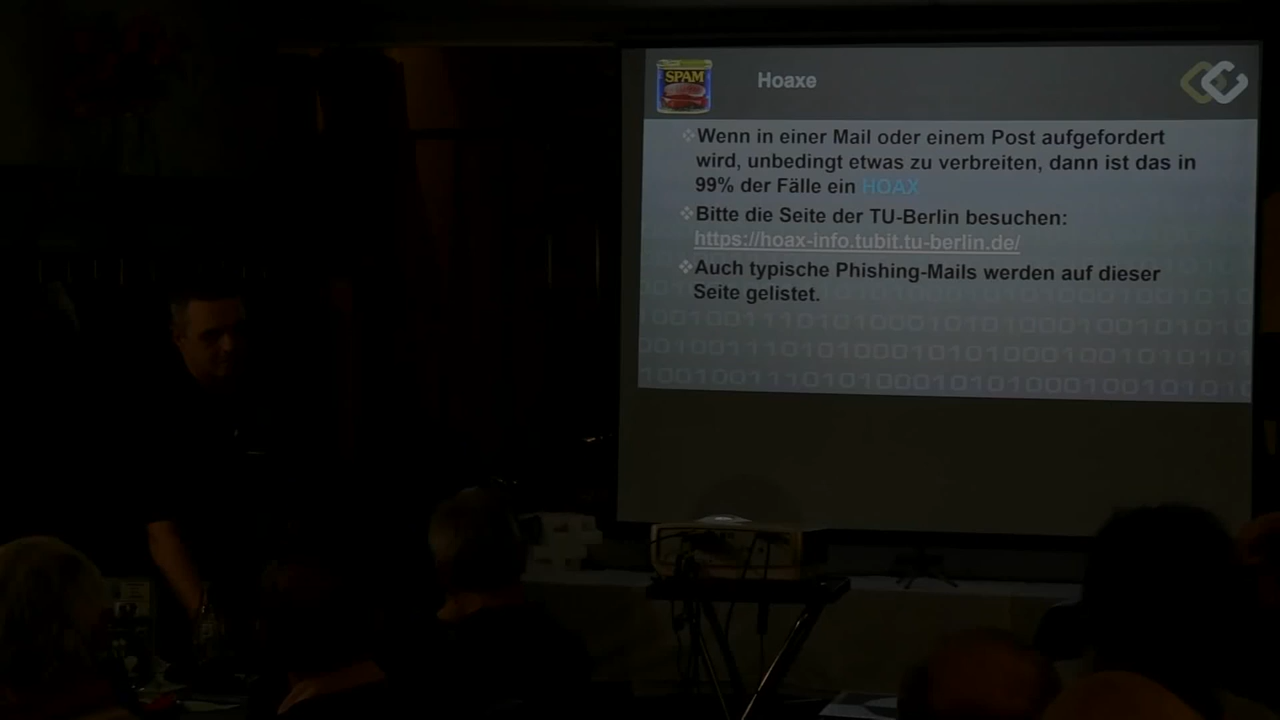 SPAM
Hoaxe
Wenn in einer Mail oder einem Post aufgefordert
wird, unbedingt etwas zu verbreiten, dann ist das in
99% der Fälle ein HOAX
Bitte die Seite der TU-Berlin besuchen:
https://hoax-info.tubit.tu-berlin.de/
Auch typische Phishing-Mails werden auf dieser
Seite gelistet.